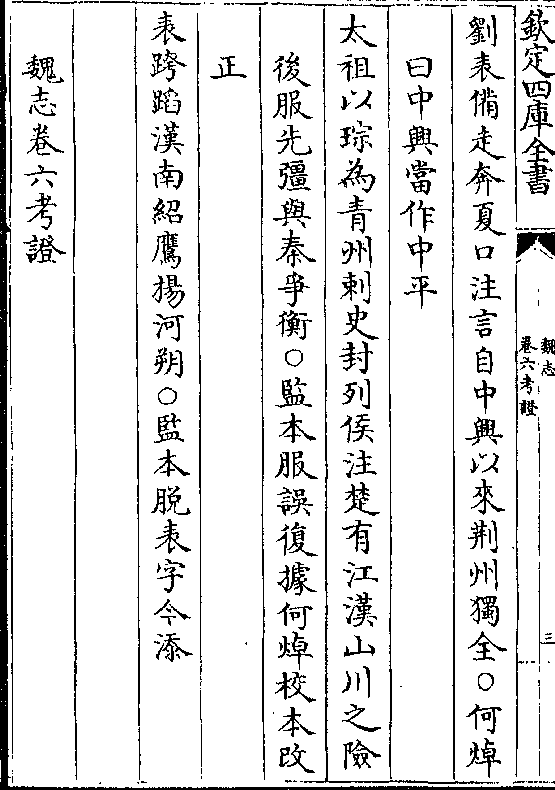 欽定四庫全書
魏志
卷六考證
三
劉表備走奔夏口注言自中興以來荆州獨全○何焯
曰中興當作中平
太祖以琮為青州刺史封列侯注楚有江漢山川之險
後服先彊與秦爭衡○監本服誤復據何焯校本改
正
表跨蹈漢南紹鷹揚河朔○監本脱表字今添
魏志卷六考證